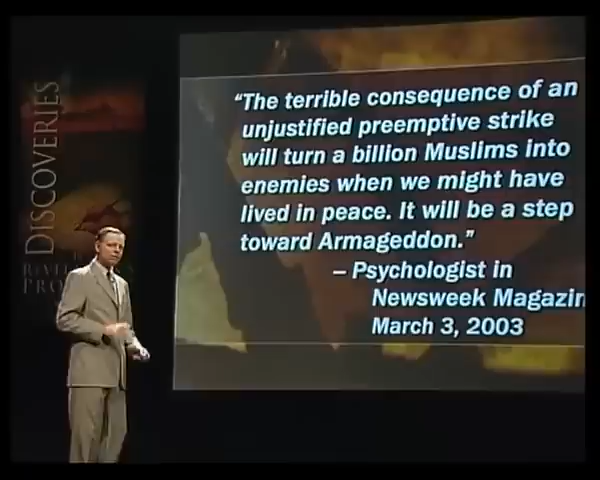 DISCOVERIES
“The terrible consequence of an
unjustified preemptive strike
will turn a billion Muslims into
enemies when we might have
lived in peace. It will be a step
toward Armageddon.”
– Psychologist in
Newsweek Magazin
March 3, 2003